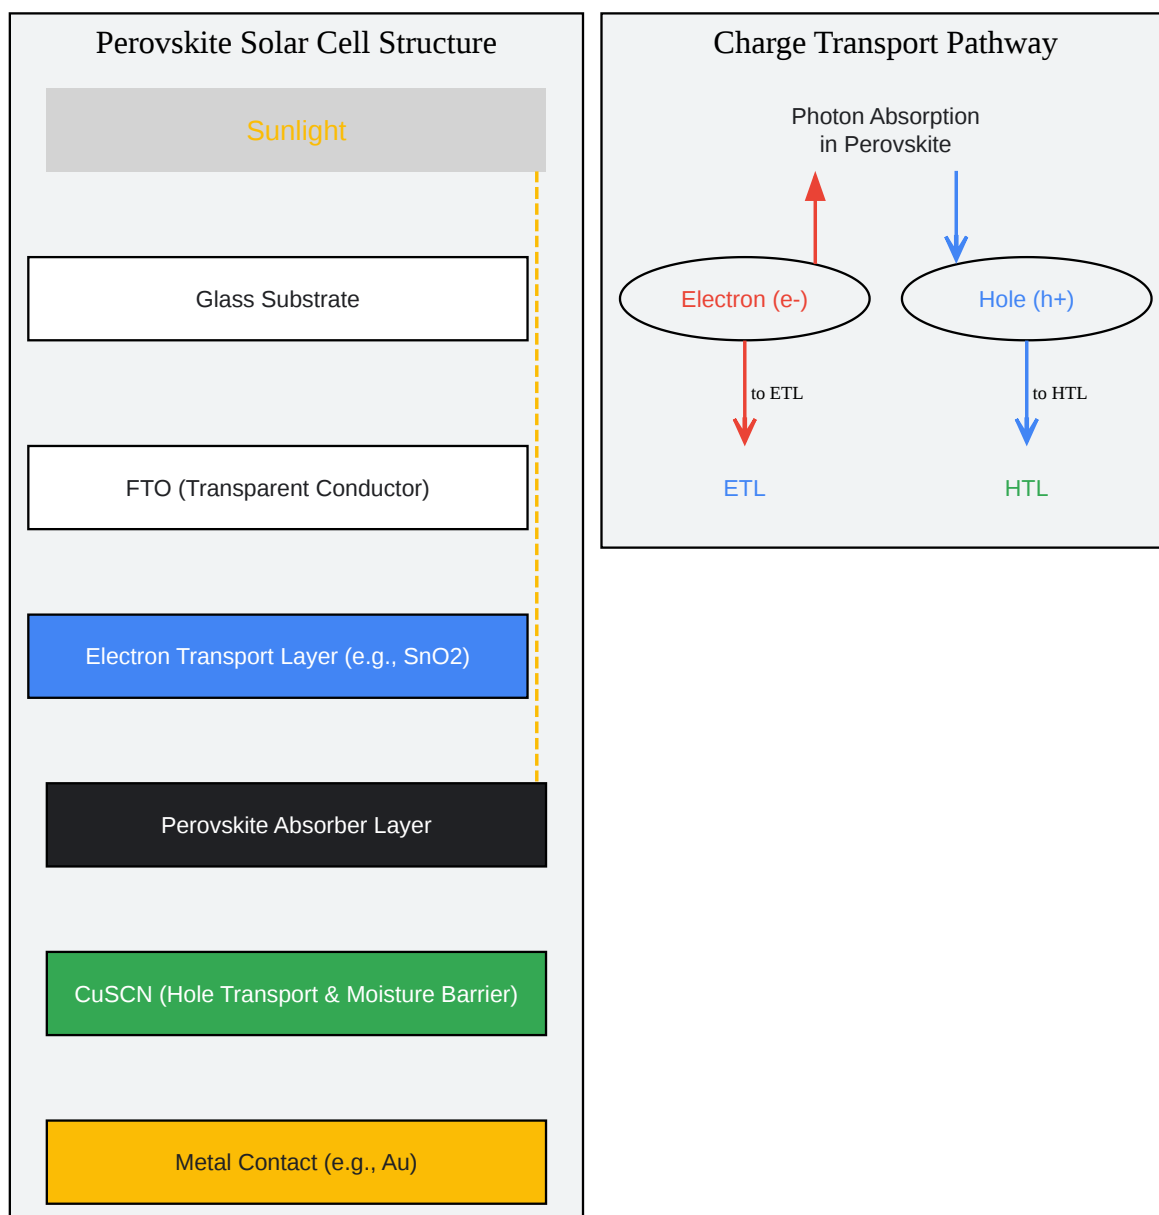 Perovskite Solar Cell Structure
Sunlight
Glass Substrate
FTO (Transparent Conductor)
Electron Transport Layer (e.g., SnO2)
Perovskite Absorber Layer
CuSCN (Hole Transport & Moisture Barrier)
Metal Contact (e.g., Au)
Charge Transport Pathway
Photon Absorption
in Perovskite
Electron (e-)
Hole (h+)
to ETL
to HTL
ETL
HTL